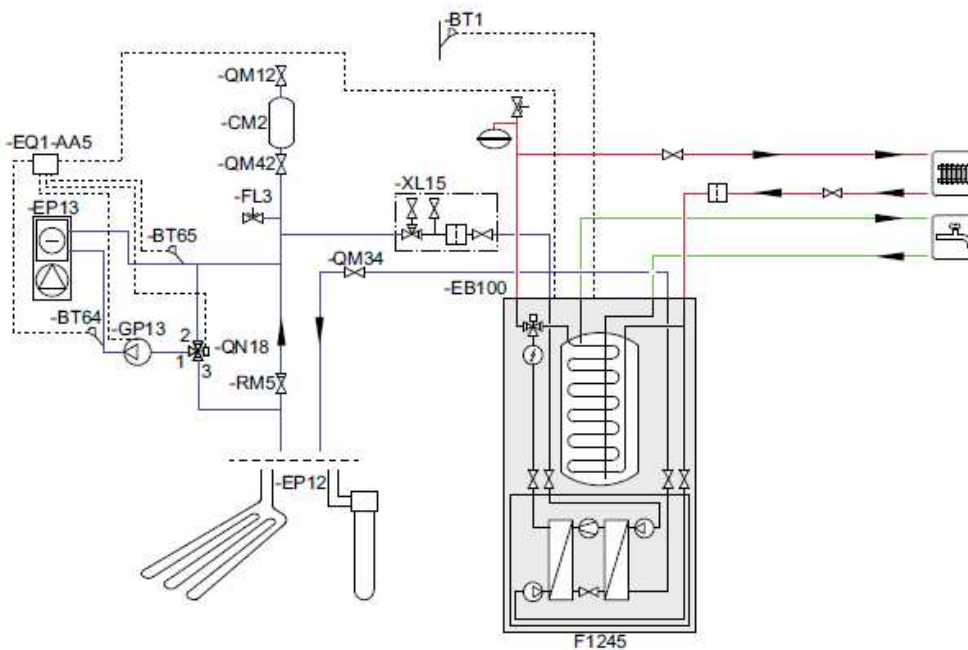 -BT1
-QM12
-CM2
-EQ1-AA5
-QM42
-XL15
-FL3
-EP13
-BT65
-QM34
-EB100
-BT64
-GP13
2
-QN18
1
3
-RM5
-EP12
F1245